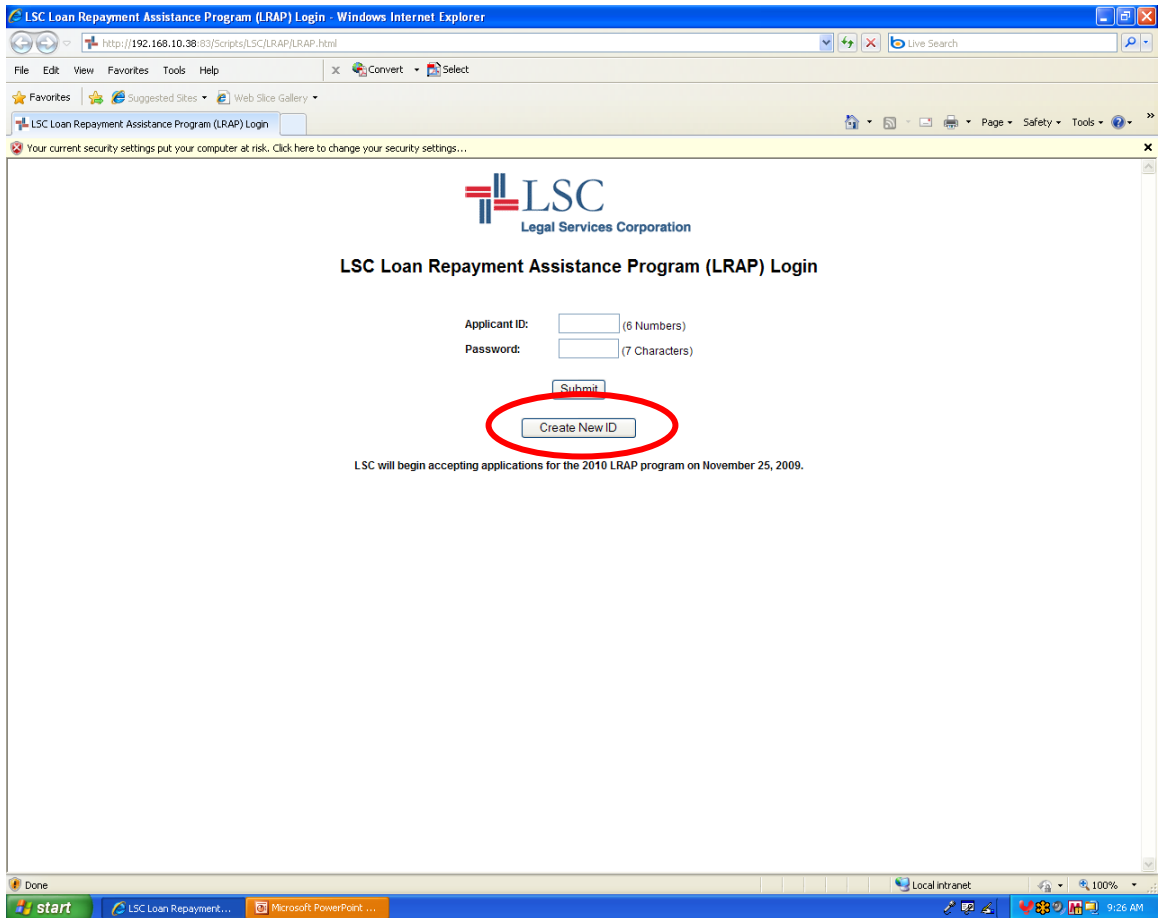 LSC Loan Repayment Assistance Program (LRAP) Login - Windows Internet Explorer
http://192.168.10.38:83/Scripts/LSC/LRAP/LRAP.html
Live Search
File Edit View Favorites Tools Help
x Convert Select
Favorites Suggested Sites Web Slice Gallery
LSC Loan Repayment Assistance Program (LRAP) Login
Page Safety Tools »
Your current security settings put your computer at risk. Click here to change your security settings...
LSC
Legal Services Corporation
LSC Loan Repayment Assistance Program (LRAP) Login
Applicant ID: (6 Numbers)
Password: (7 Characters)
Submit
Create New ID
LSC will begin accepting applications for the 2010 LRAP program on November 25, 2009.
Done Local intranet 100%
start LSC Loan Repayment... Microsoft PowerPoint ... 9:26 AM